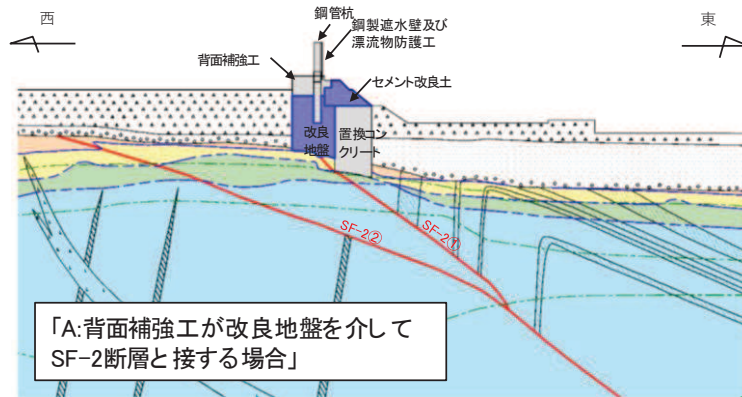 西
東
鋼管杭
鋼製遮水壁及び
漂流物防護工
背面補強工
セメント改良土
改良
地盤
置換コン
クリート
SF-2②
SF-2①
「A:背面補強工が改良地盤を介して
SF-2断層と接する場合」